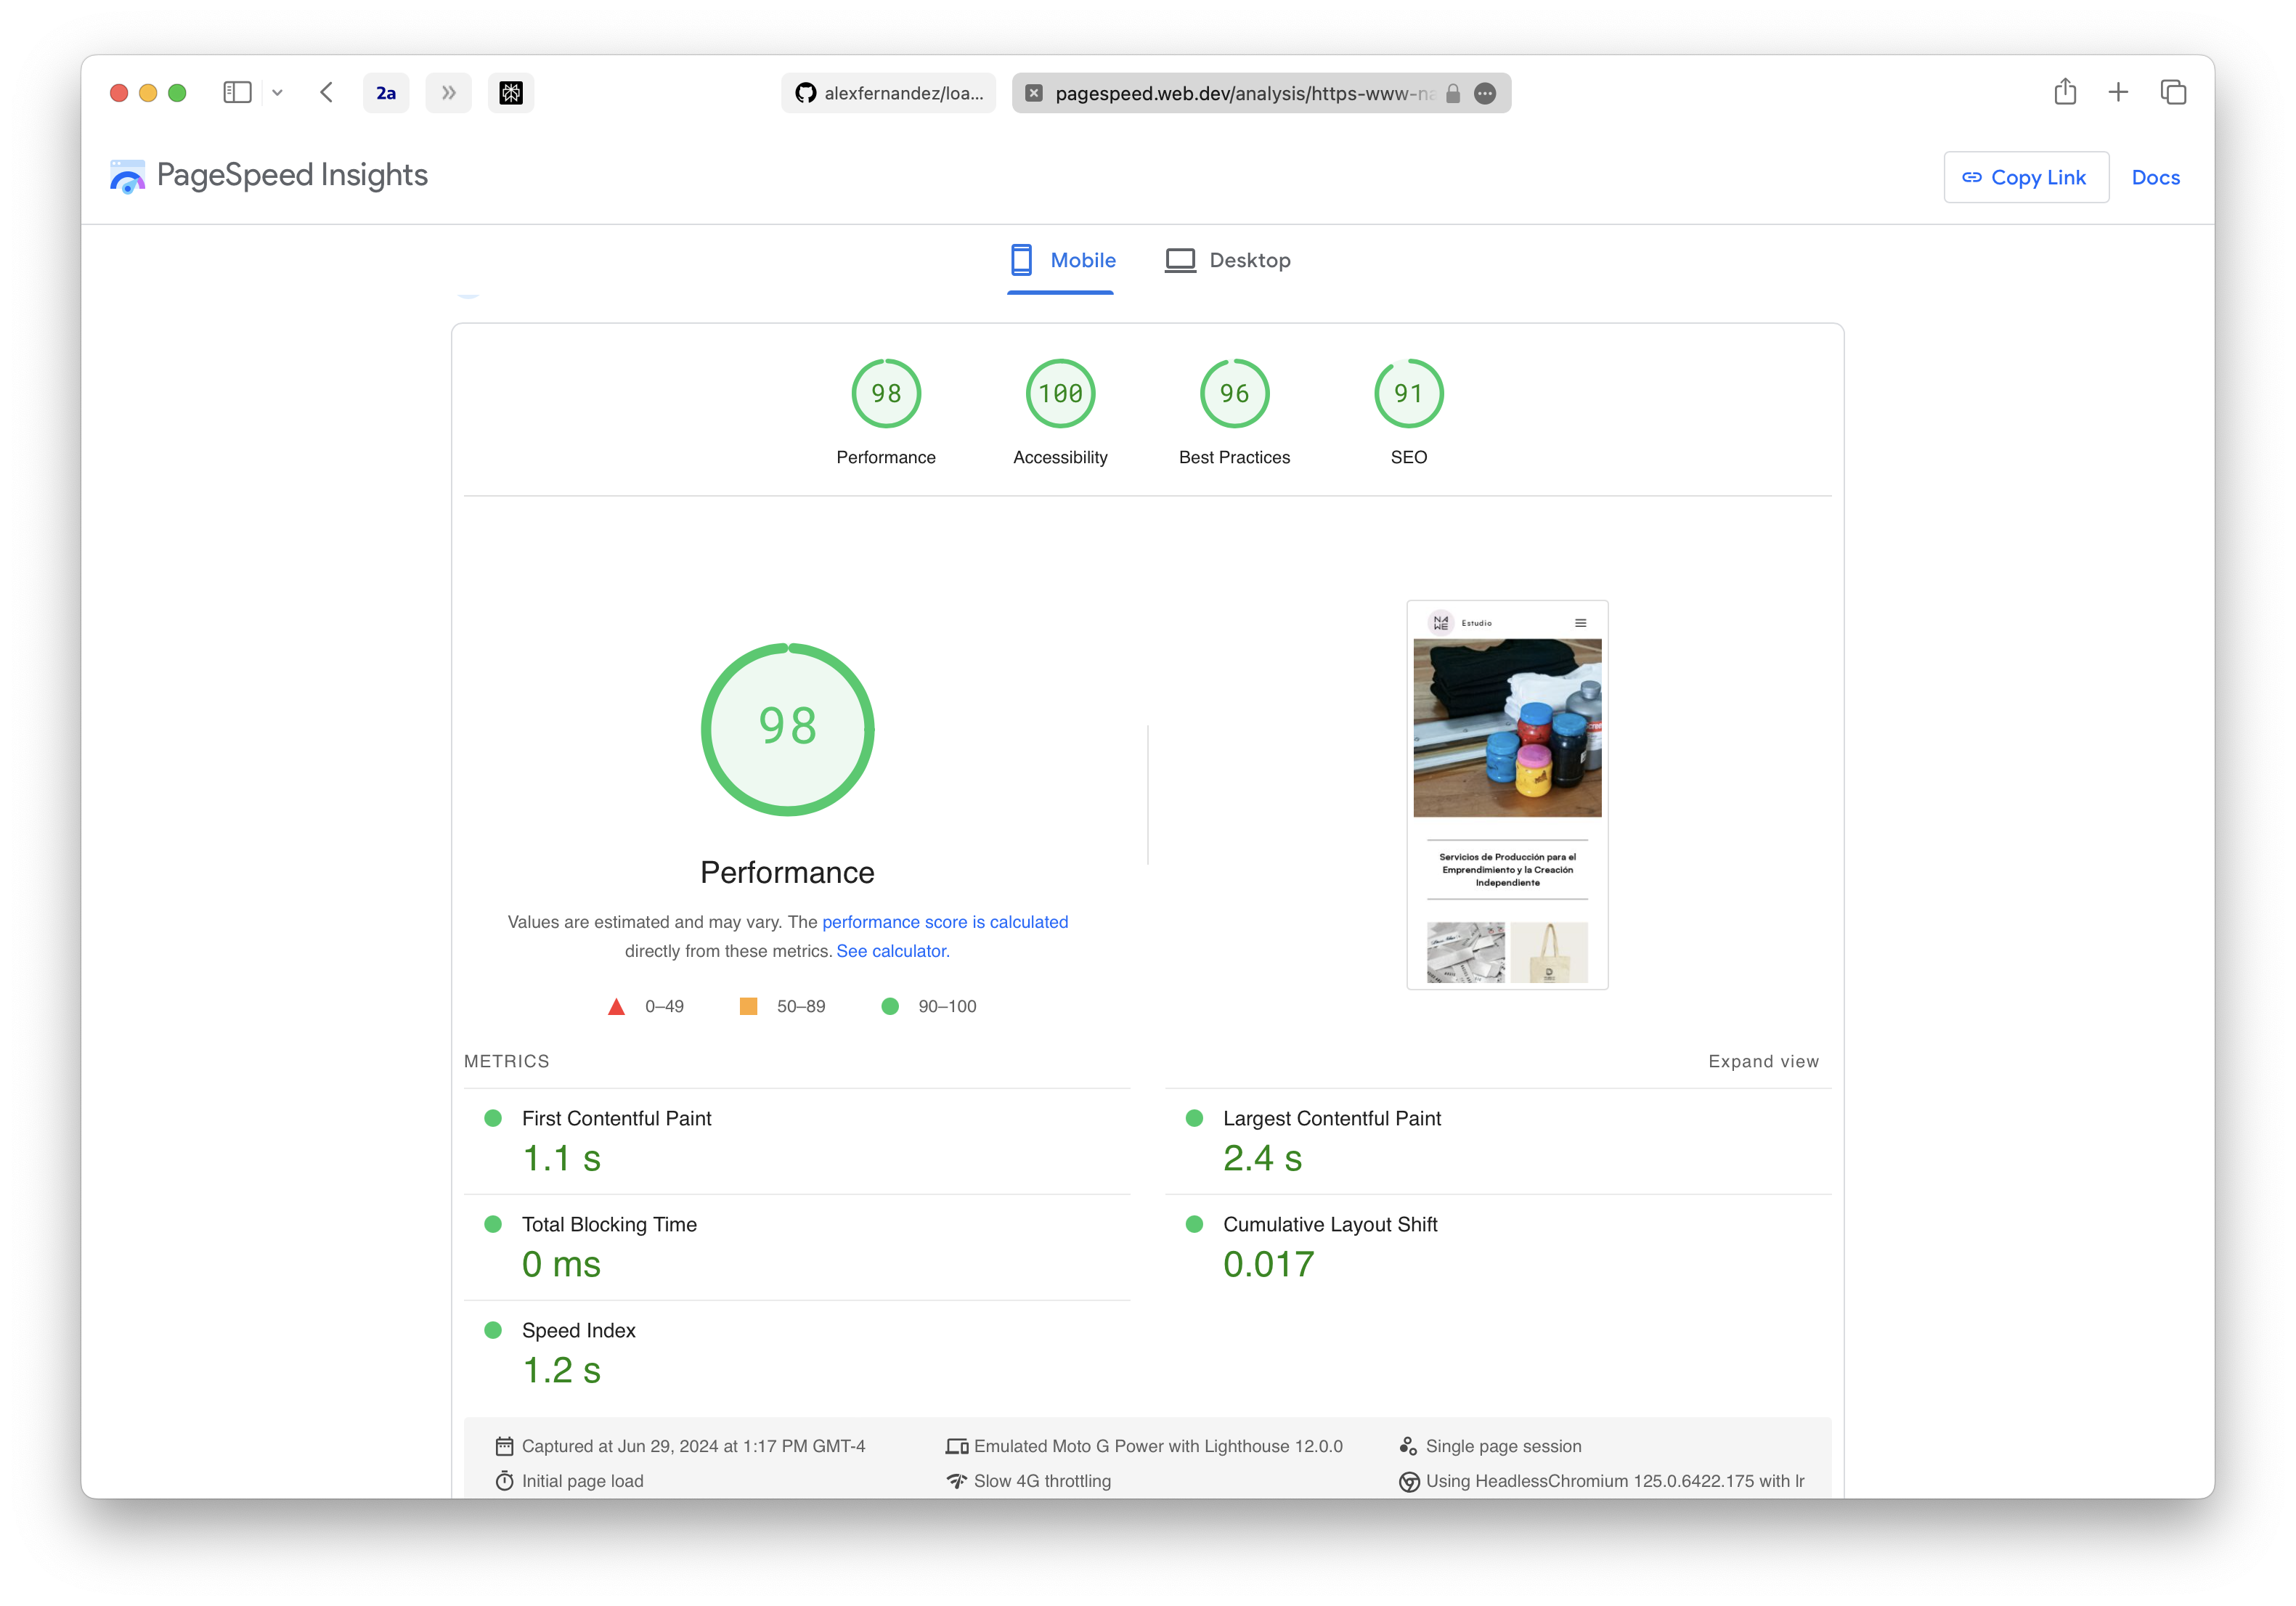 2a
alexfernandez/loa...
pagespeed.web.dev/analysis/https-www-na
PageSpeed Insights
Copy Link
Docs
Mobile
Desktop
98
100
96
91
Performance
Accessibility
Best Practices
SEO
98
Performance
Values are estimated and may vary. The performance score is calculated
directly from these metrics. See calculator.
0–49
50–89
90–100
NA
WE
Estudio
Servicios de Producción para el
Emprendimiento y la Creación
Independiente
METRICS
Expand view
First Contentful Paint
1.1 s
Largest Contentful Paint
2.4 s
Total Blocking Time
0 ms
Cumulative Layout Shift
0.017
Speed Index
1.2 s
Captured at Jun 29, 2024 at 1:17 PM GMT-4
Emulated Moto G Power with Lighthouse 12.0.0
Single page session
Initial page load
Slow 4G throttling
Using HeadlessChromium 125.0.6422.175 with lr